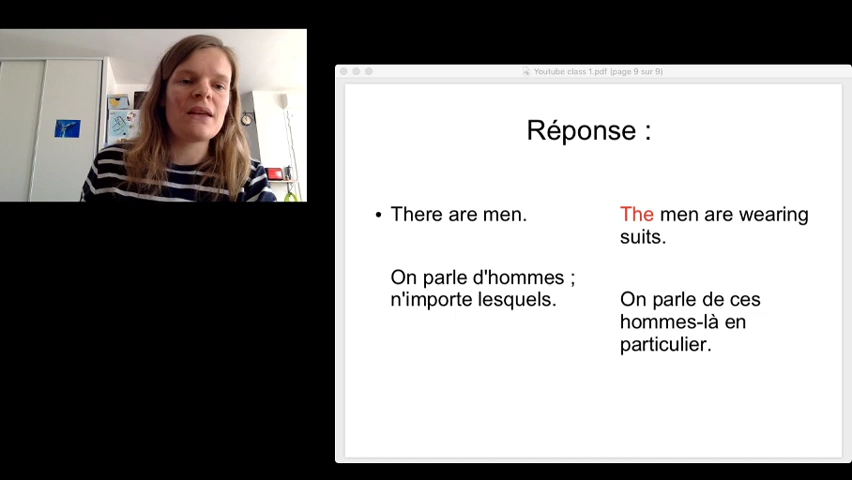 Youtube class 1.pdf (page 9 sur 9)
Réponse :
• There are men.
On parle d'hommes ;
n'importe lesquels.
The men are wearing
suits.
On parle de ces
hommes-là en
particulier.